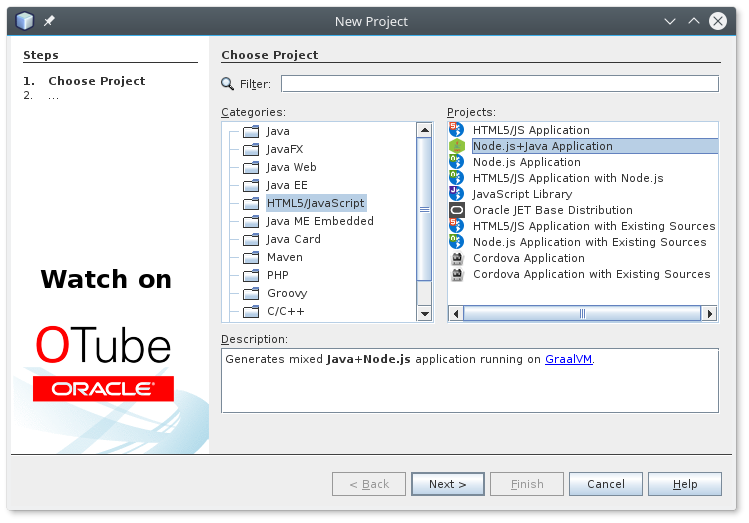 New Project
Steps
1. Choose Project
2. ...
Watch on
OTube
ORACLE
Choose Project
Filter:
Categories:
Java
JavaFX
Java Web
Java EE
HTML5/JavaScript
Java ME Embedded
Java Card
Maven
PHP
Groovy
C/C++
Projects:
HTML5/JS Application
Node.js+Java Application
Node.js Application
HTML5/JS Application with Node.js
JavaScript Library
Oracle JET Base Distribution
HTML5/JS Application with Existing Sources
Node.js Application with Existing Sources
Cordova Application
Cordova Application with Existing Sources
Description:
Generates mixed Java+Node.js application running on GraalVM.
< Back
Next >
Finish
Cancel
Help